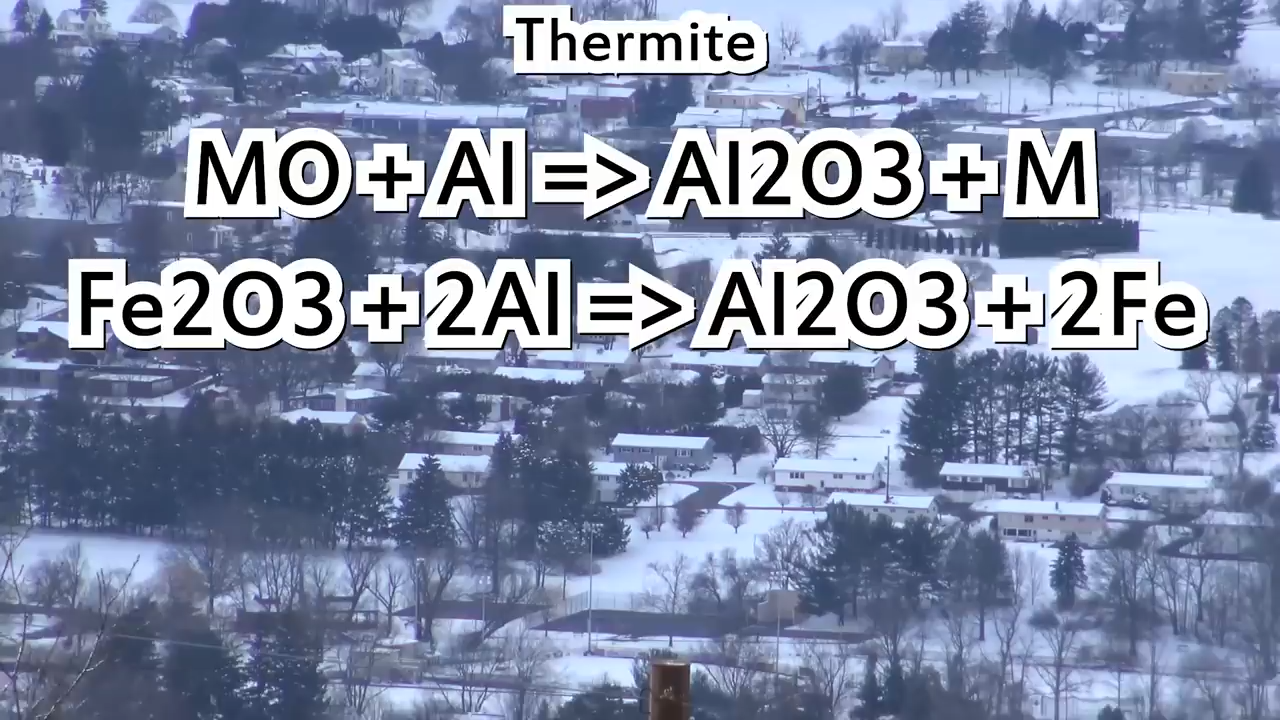 Thermite
MO + Al => Al2O3 + M
Fe2O3 + 2Al => Al2O3 + 2Fe